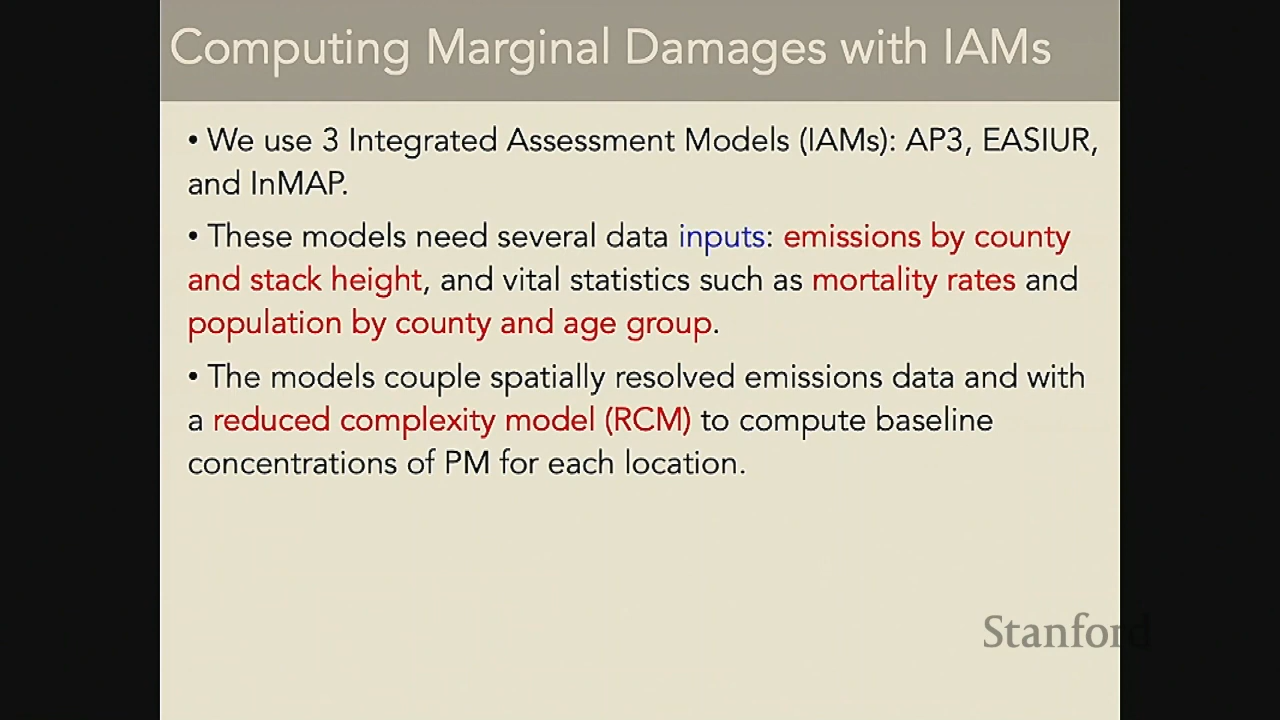 Computing Marginal Damages with IAMs
• We use 3 Integrated Assessment Models (IAMs): AP3, EASIUR,
and InMAP.
• These models need several data inputs: emissions by county
and stack height, and vital statistics such as mortality rates and
population by county and age group.
• The models couple spatially resolved emissions data and with
a reduced complexity model (RCM) to compute baseline
concentrations of PM for each location.
Stanford